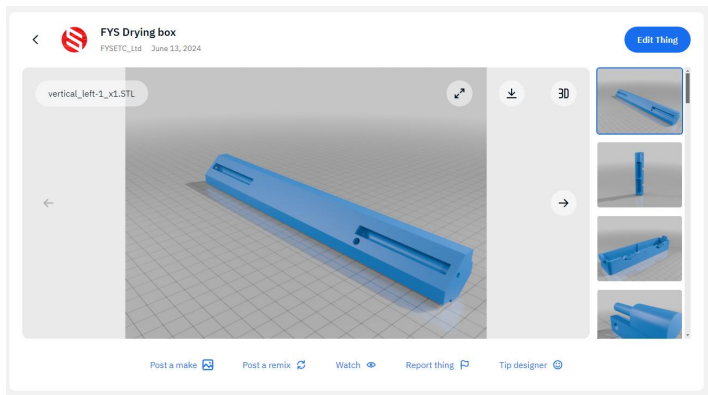 FYS Drying box
FYSETC_Ltd June 13, 2024
Edit Thing
vertical_left-1_x1.STL
3D
Post a make
Post a remix
Watch
Report thing
Tip designer